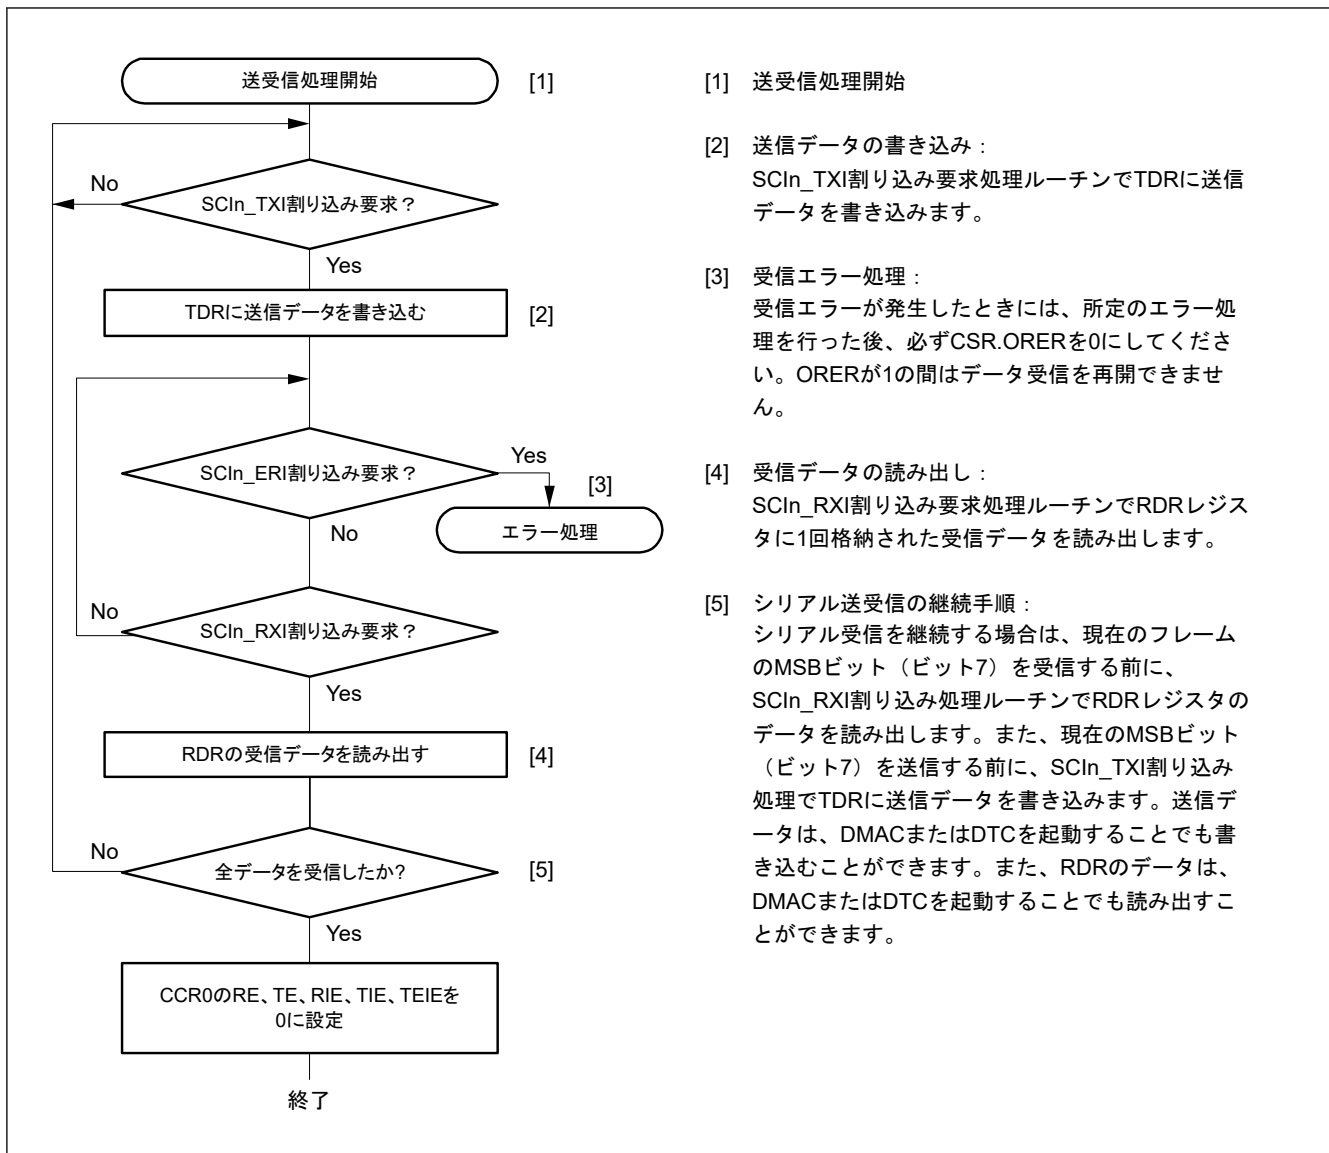 送受信処理開始
[1]
No
SCIn_TXI割り込み要求？
Yes
TDRに送信データを書き込む
[2]
SCIn_ERI割り込み要求？
Yes
[3]
エラー処理
No
No
SCIn_RXI割り込み要求？
Yes
RDRの受信データを読み出す
[4]
No
全データを受信したか?
[5]
Yes
CCR0のRE、TE、RIE、TIE、TEIEを
0に設定
終了
[1] 送受信処理開始
[2] 送信データの書き込み：
SCIn_TXI割り込み要求処理ルーチンでTDRに送信
データを書き込みます。
[3] 受信エラー処理：
受信エラーが発生したときには、所定のエラー処
理を行った後、必ずCSR.ORERを0にしてくださ
い。ORERが1の間はデータ受信を再開できませ
ん。
[4] 受信データの読み出し：
SCIn_RXI割り込み要求処理ルーチンでRDRレジス
タに1回格納された受信データを読み出します。
[5] シリアル送受信の継続手順：
シリアル受信を継続する場合は、現在のフレーム
のMSBビット（ビット7）を受信する前に、
SCIn_RXI割り込み処理ルーチンでRDRレジスタの
データを読み出します。また、現在のMSBビット
（ビット7）を送信する前に、SCIn_TXI割り込み
処理でTDRに送信データを書き込みます。送信デ
ータは、DMACまたはDTCを起動することでも書
き込むことができます。また、RDRのデータは、
DMACまたはDTCを起動することでも読み出すこ
とができます。